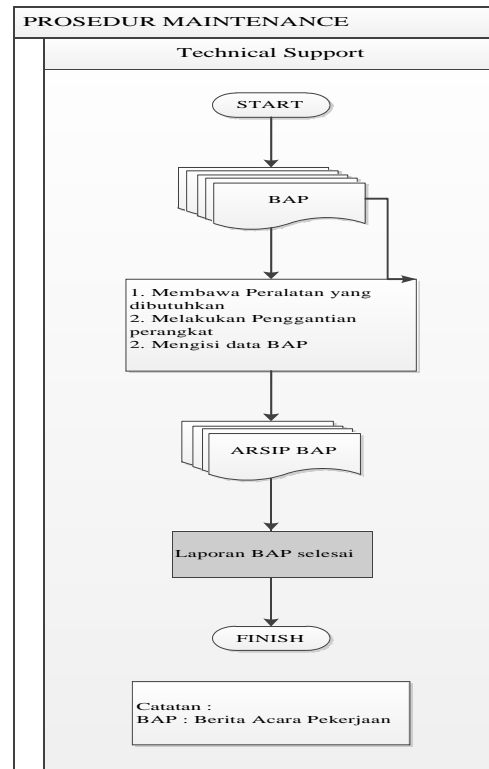 PROSEDUR MAINTENANCE
Technical Support
START
BAP
1. Membawa Peralatan yang
dibutuhkan
2. Melakukan Penggantian
perangkat
2. Mengisi data BAP
ARSIP BAP
Laporan BAP selesai
FINISH
Catatan :
BAP : Berita Acara Pekerjaan